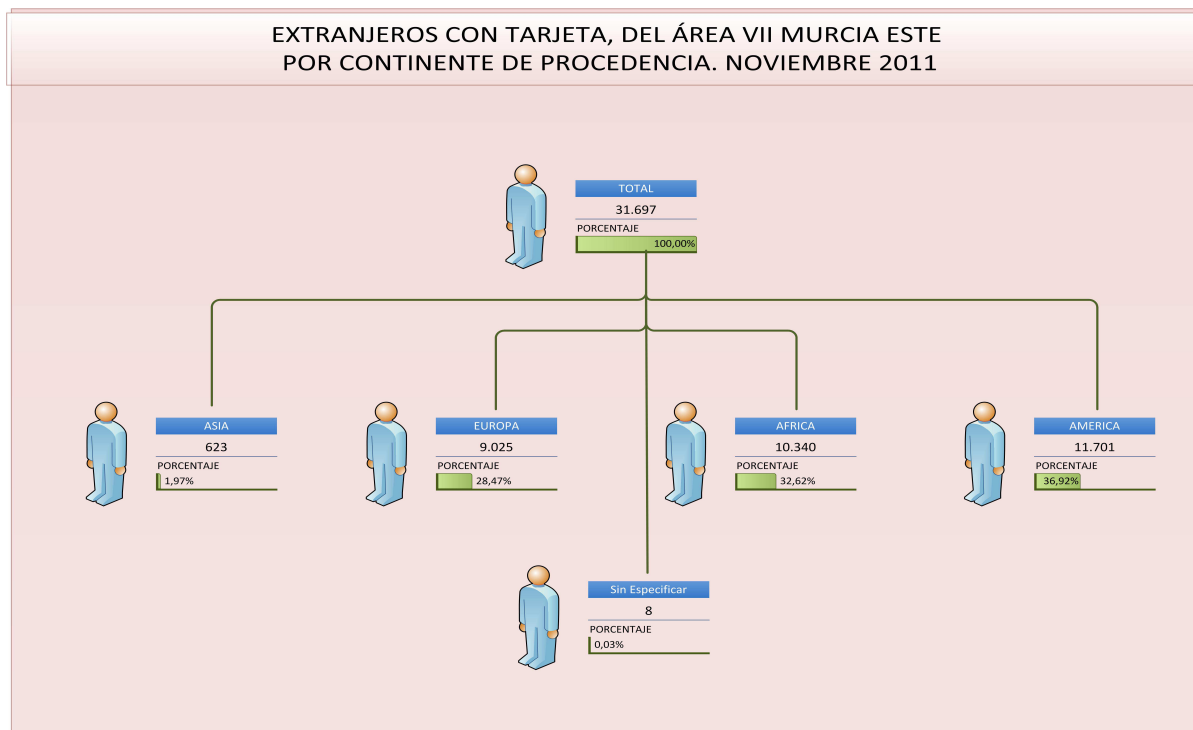 EXTRANJEROS CON TARJETA, DEL ÁREA VII MURCIA ESTE
POR CONTINENTE DE PROCEDENCIA. NOVIEMBRE 2011
TOTAL
31.697
PORCENTAJE
100,00%
ASIA
623
PORCENTAJE
1,97%
EUROPA
9.025
PORCENTAJE
28,47%
AFRICA
10.340
PORCENTAJE
32,62%
AMERICA
11.701
PORCENTAJE
36,92%
Sin Especificar
8
PORCENTAJE
0,03%